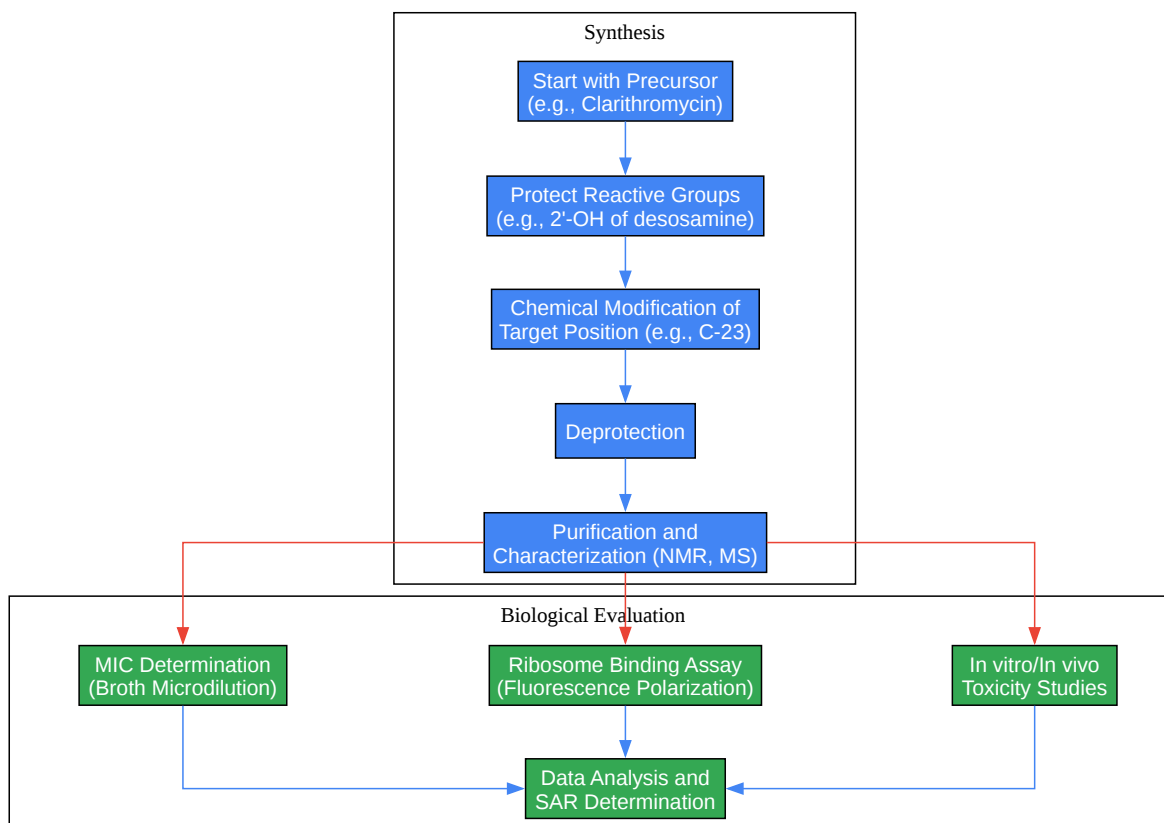 Synthesis
Start with Precursor
(e.g., Clarithromycin)
Protect Reactive Groups
(e.g., 2'-OH of desosamine)
Chemical Modification of
Target Position (e.g., C-23)
Deprotection
Purification and
Characterization (NMR, MS)
Biological Evaluation
MIC Determination
(Broth Microdilution)
Ribosome Binding Assay
(Fluorescence Polarization)
In vitro/In vivo
Toxicity Studies
Data Analysis and
SAR Determination